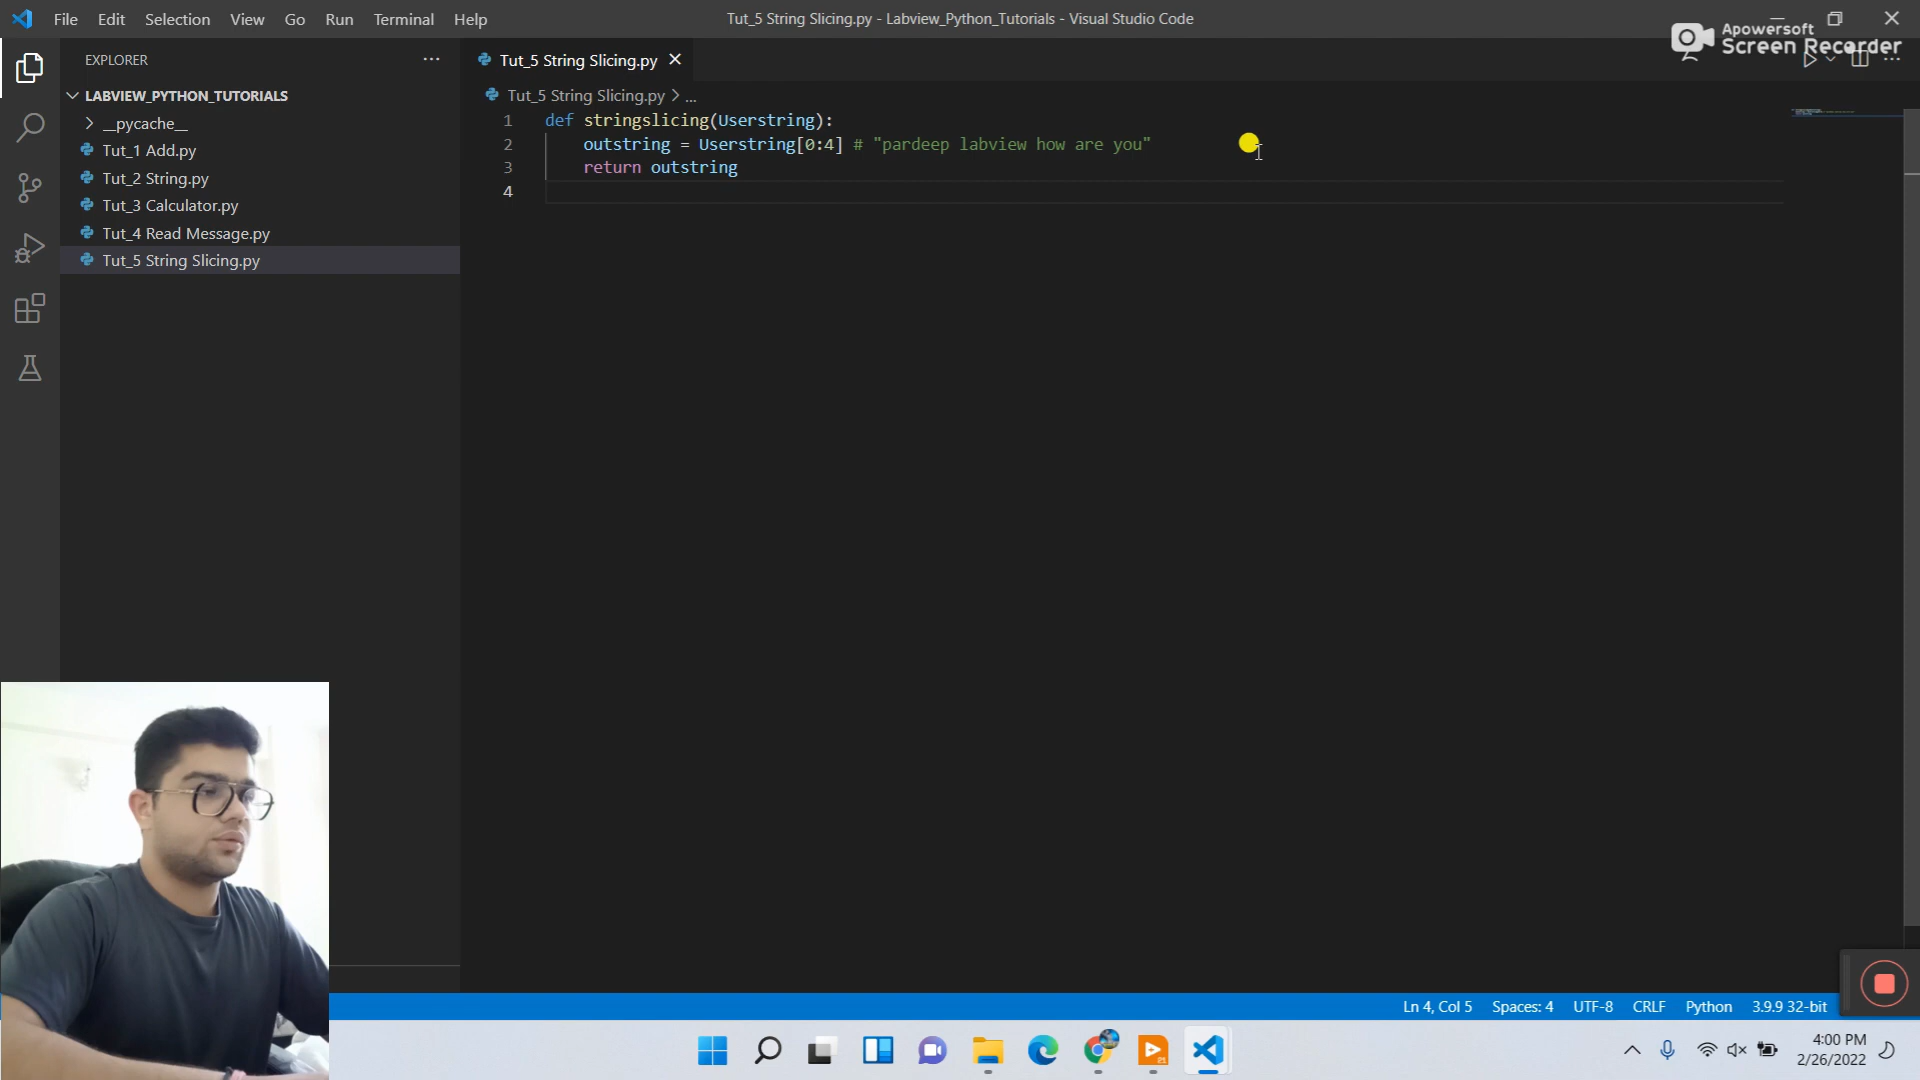 File Edit Selection View Go Run Terminal Help
Tut_5 String Slicing.py - Labview_Python_Tutorials - Visual Studio Code
Apowersoft
Screen Recorder
EXPLORER
LABVIEW_PYTHON_TUTORIALS
__pycache__
Tut_1 Add.py
Tut_2 String.py
Tut_3 Calculator.py
Tut_4 Read Message.py
Tut_5 String Slicing.py
Tut_5 String Slicing.py
Tut_5 String Slicing.py > ...
1 def stringslicing(Userstring):
2 outstring = Userstring[0:4] # "pardeep labview how are you"
3 return outstring
4
Ln 4, Col 5 Spaces: 4 UTF-8 CRLF Python 3.9.9 32-bit
4:00 PM
2/26/2022